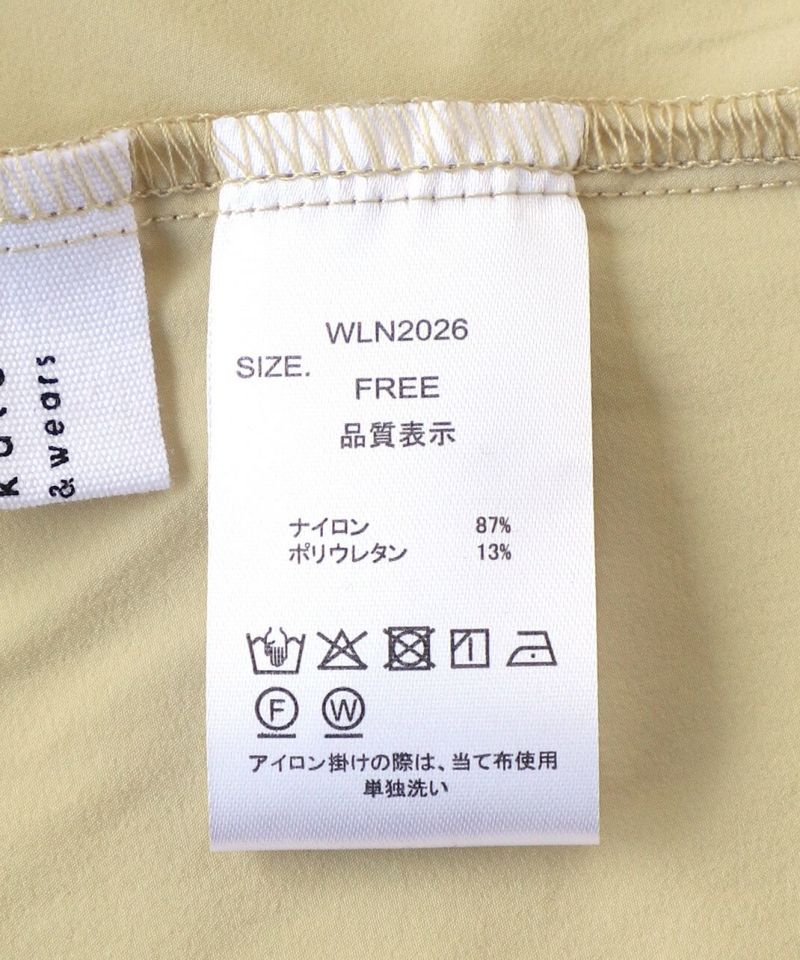 WLN2026
SIZE.
FREE
品質表示
ナイロン 87%
ポリウレタン 13%
F W
アイロン掛けの際は、当て布使用
単独洗い
& wears